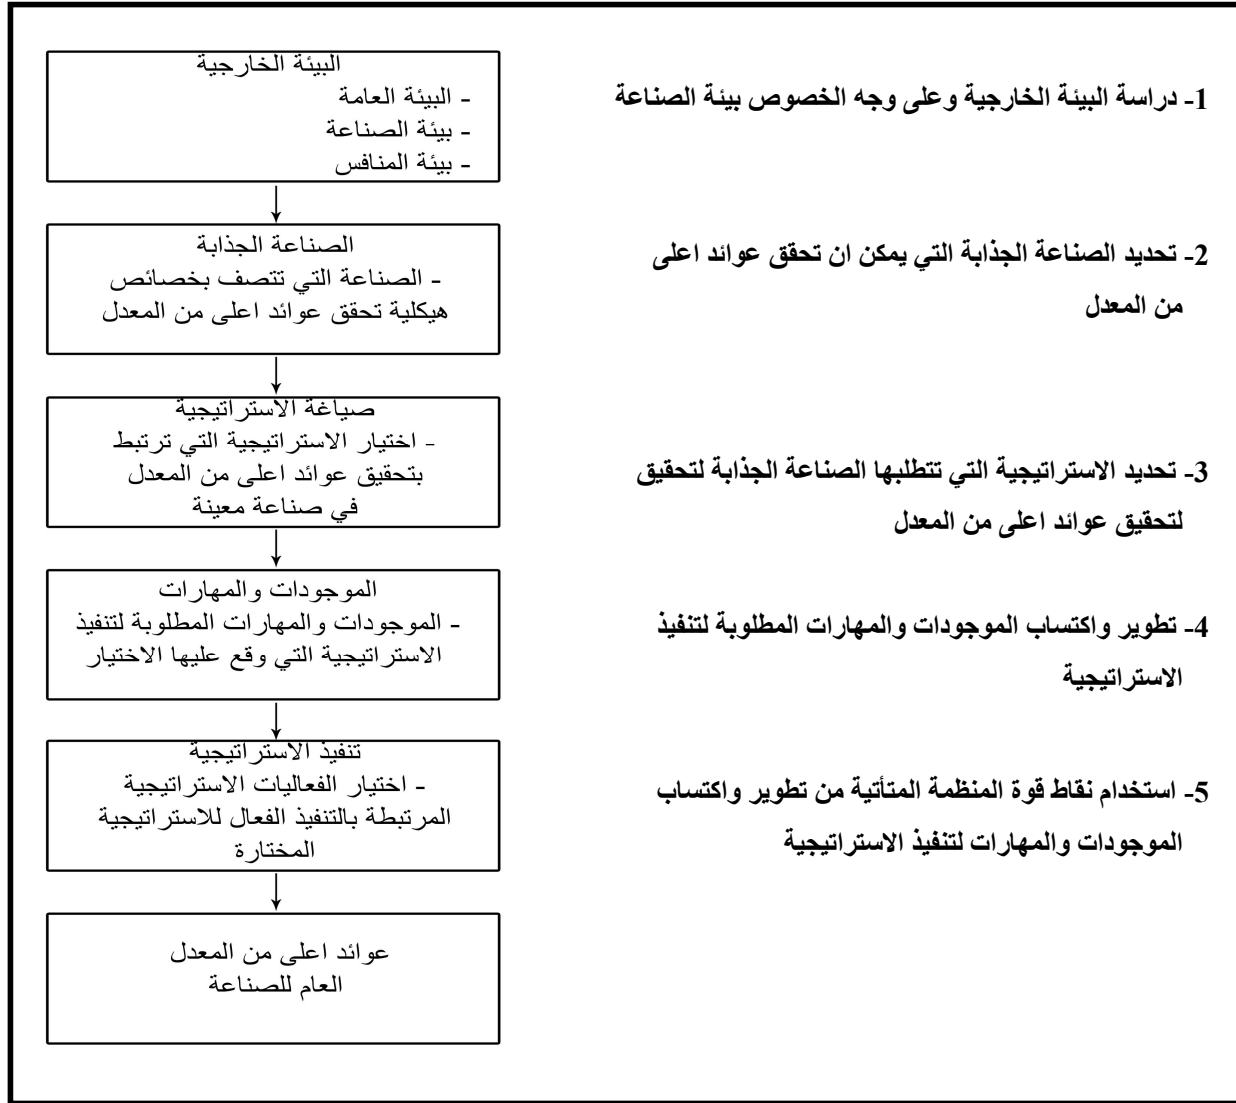 البيئة الخارجية
- البيئة العامة
- بيئة الصناعة
- بيئة المنافس
1- دراسة البيئة الخارجية وعلى وجه الخصوص بيئة الصناعة
الصناعة الجذابة
- الصناعة التي تتصف بخصائص
هيكلية تحقق عوائد اعلى من المعدل
2- تحديد الصناعة الجذابة التي يمكن ان تحقق عوائد اعلى
من المعدل
صياغة الاستراتيجية
- اختيار الاستراتيجية التي ترتبط
بتحقيق عوائد اعلى من المعدل
في صناعة معينة
3- تحديد الاستراتيجية التي تتطلبها الصناعة الجذابة لتحقيق
لتحقيق عوائد اعلى من المعدل
الموجودات والمهارات
- الموجودات والمهارات المطلوبة لتنفيذ
الاستراتيجية التي وقع عليها الاختيار
4- تطوير واكتساب الموجودات والمهارات المطلوبة لتنفيذ
الاستراتيجية
تنفيذ الاستراتيجية
- اختيار الفعاليات الاستراتيجية
المرتبطة بالتنفيذ الفعال للاستراتيجية
المختارة
5- استخدام نقاط قوة المنظمة المتأتية من تطوير واكتساب
الموجودات والمهارات لتنفيذ الاستراتيجية
عوائد اعلى من المعدل
العام للصناعة